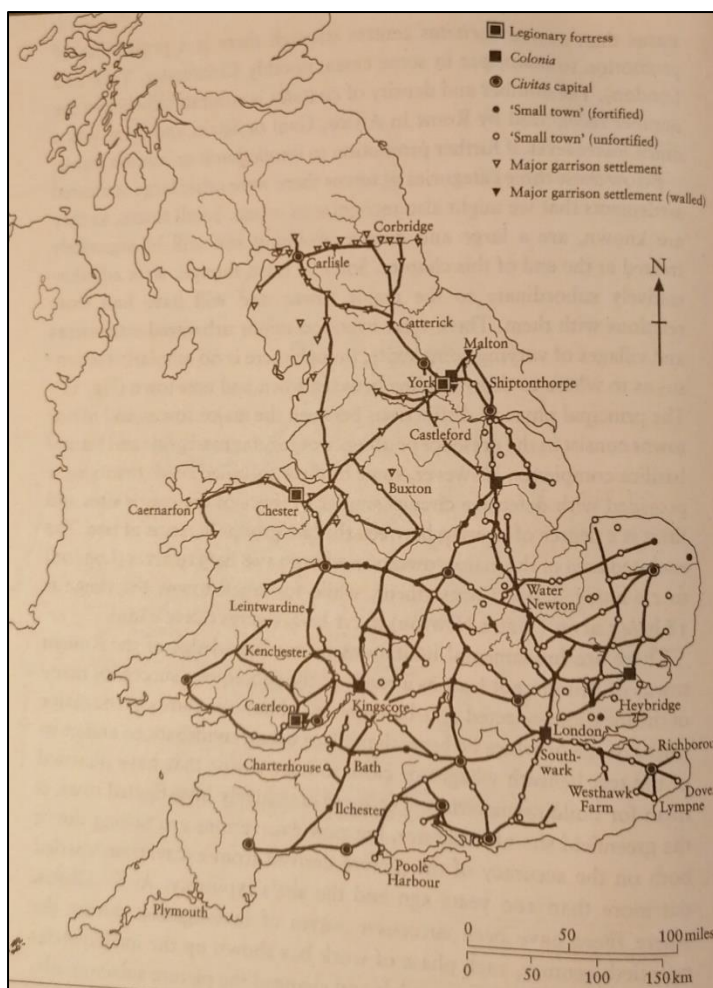 Legionary fortress
Colonia
Civitas capital
'Small town' (fortified)
'Small town' (unfortified)
Major garrison settlement
Major garrison settlement (walled)
N
Corbridge
Carlisle
Catterick
Malton
York
Shiptonthorpe
Castleford
Buxton
Chester
Caernarfon
Water
Newton
Leintwardine
Kenchester
Caerleon
Kingscote
Heybridge
London
South-
wark
Richborou
Charterhouse
Bath
Westhawk
Farm
Dove
Lympne
Ilchester
Poole
Harbour
Plymouth
0 50 100 miles
0 50 100 150 km